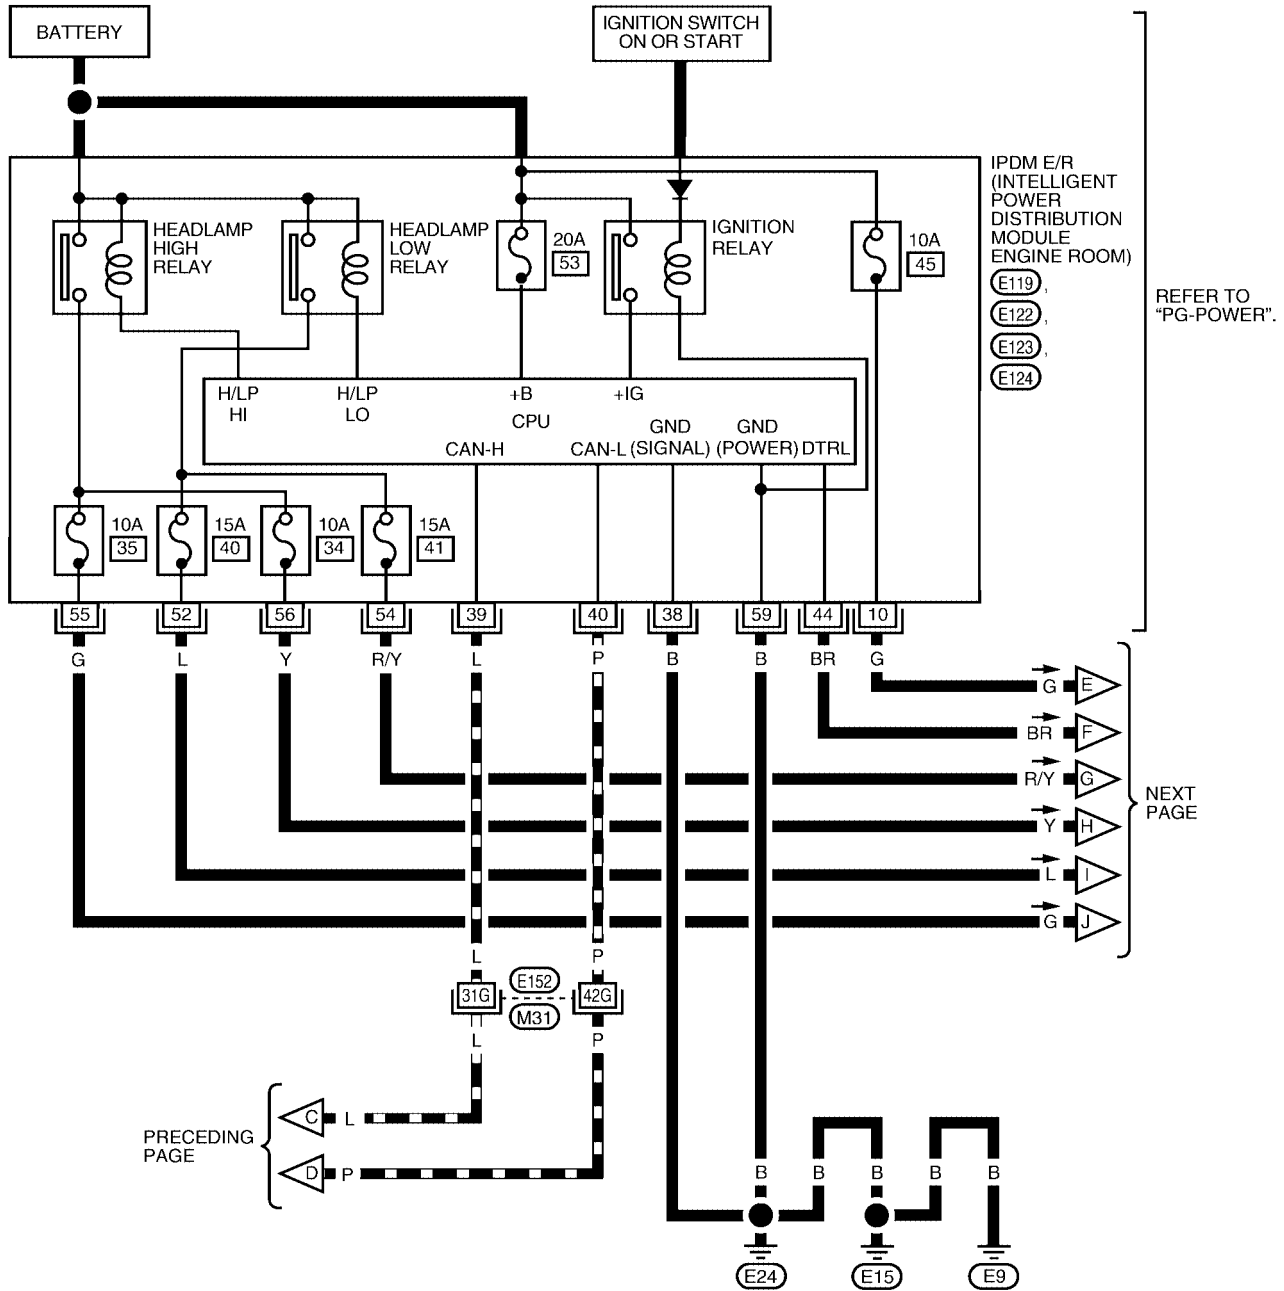 BATTERY
IGNITION SWITCH
ON OR START
IPDM E/R
(INTELLIGENT
POWER
DISTRIBUTION
MODULE
ENGINE ROOM)
E119,
E122,
E123,
E124
REFER TO
“PG-POWER”.
HEADLAMP
HIGH
RELAY
HEADLAMP
LOW
RELAY
20A
53
IGNITION
RELAY
10A
45
H/LP
HI
H/LP
LO
+B
+IG
CPU
CAN-H
CAN-L
GND
(SIGNAL)
GND
(POWER)
DTRL
10A
35
15A
40
10A
34
15A
41
55 52 56 54 39 40 38 59 44 10
G L Y R/Y L P B B BR G
G E
BR F
R/Y G
Y H
L I
G J
NEXT
PAGE
L P
31G E152 42G
M31
L P
PRECEDING
PAGE
C L
D P
B B B B B
E24 E15 E9